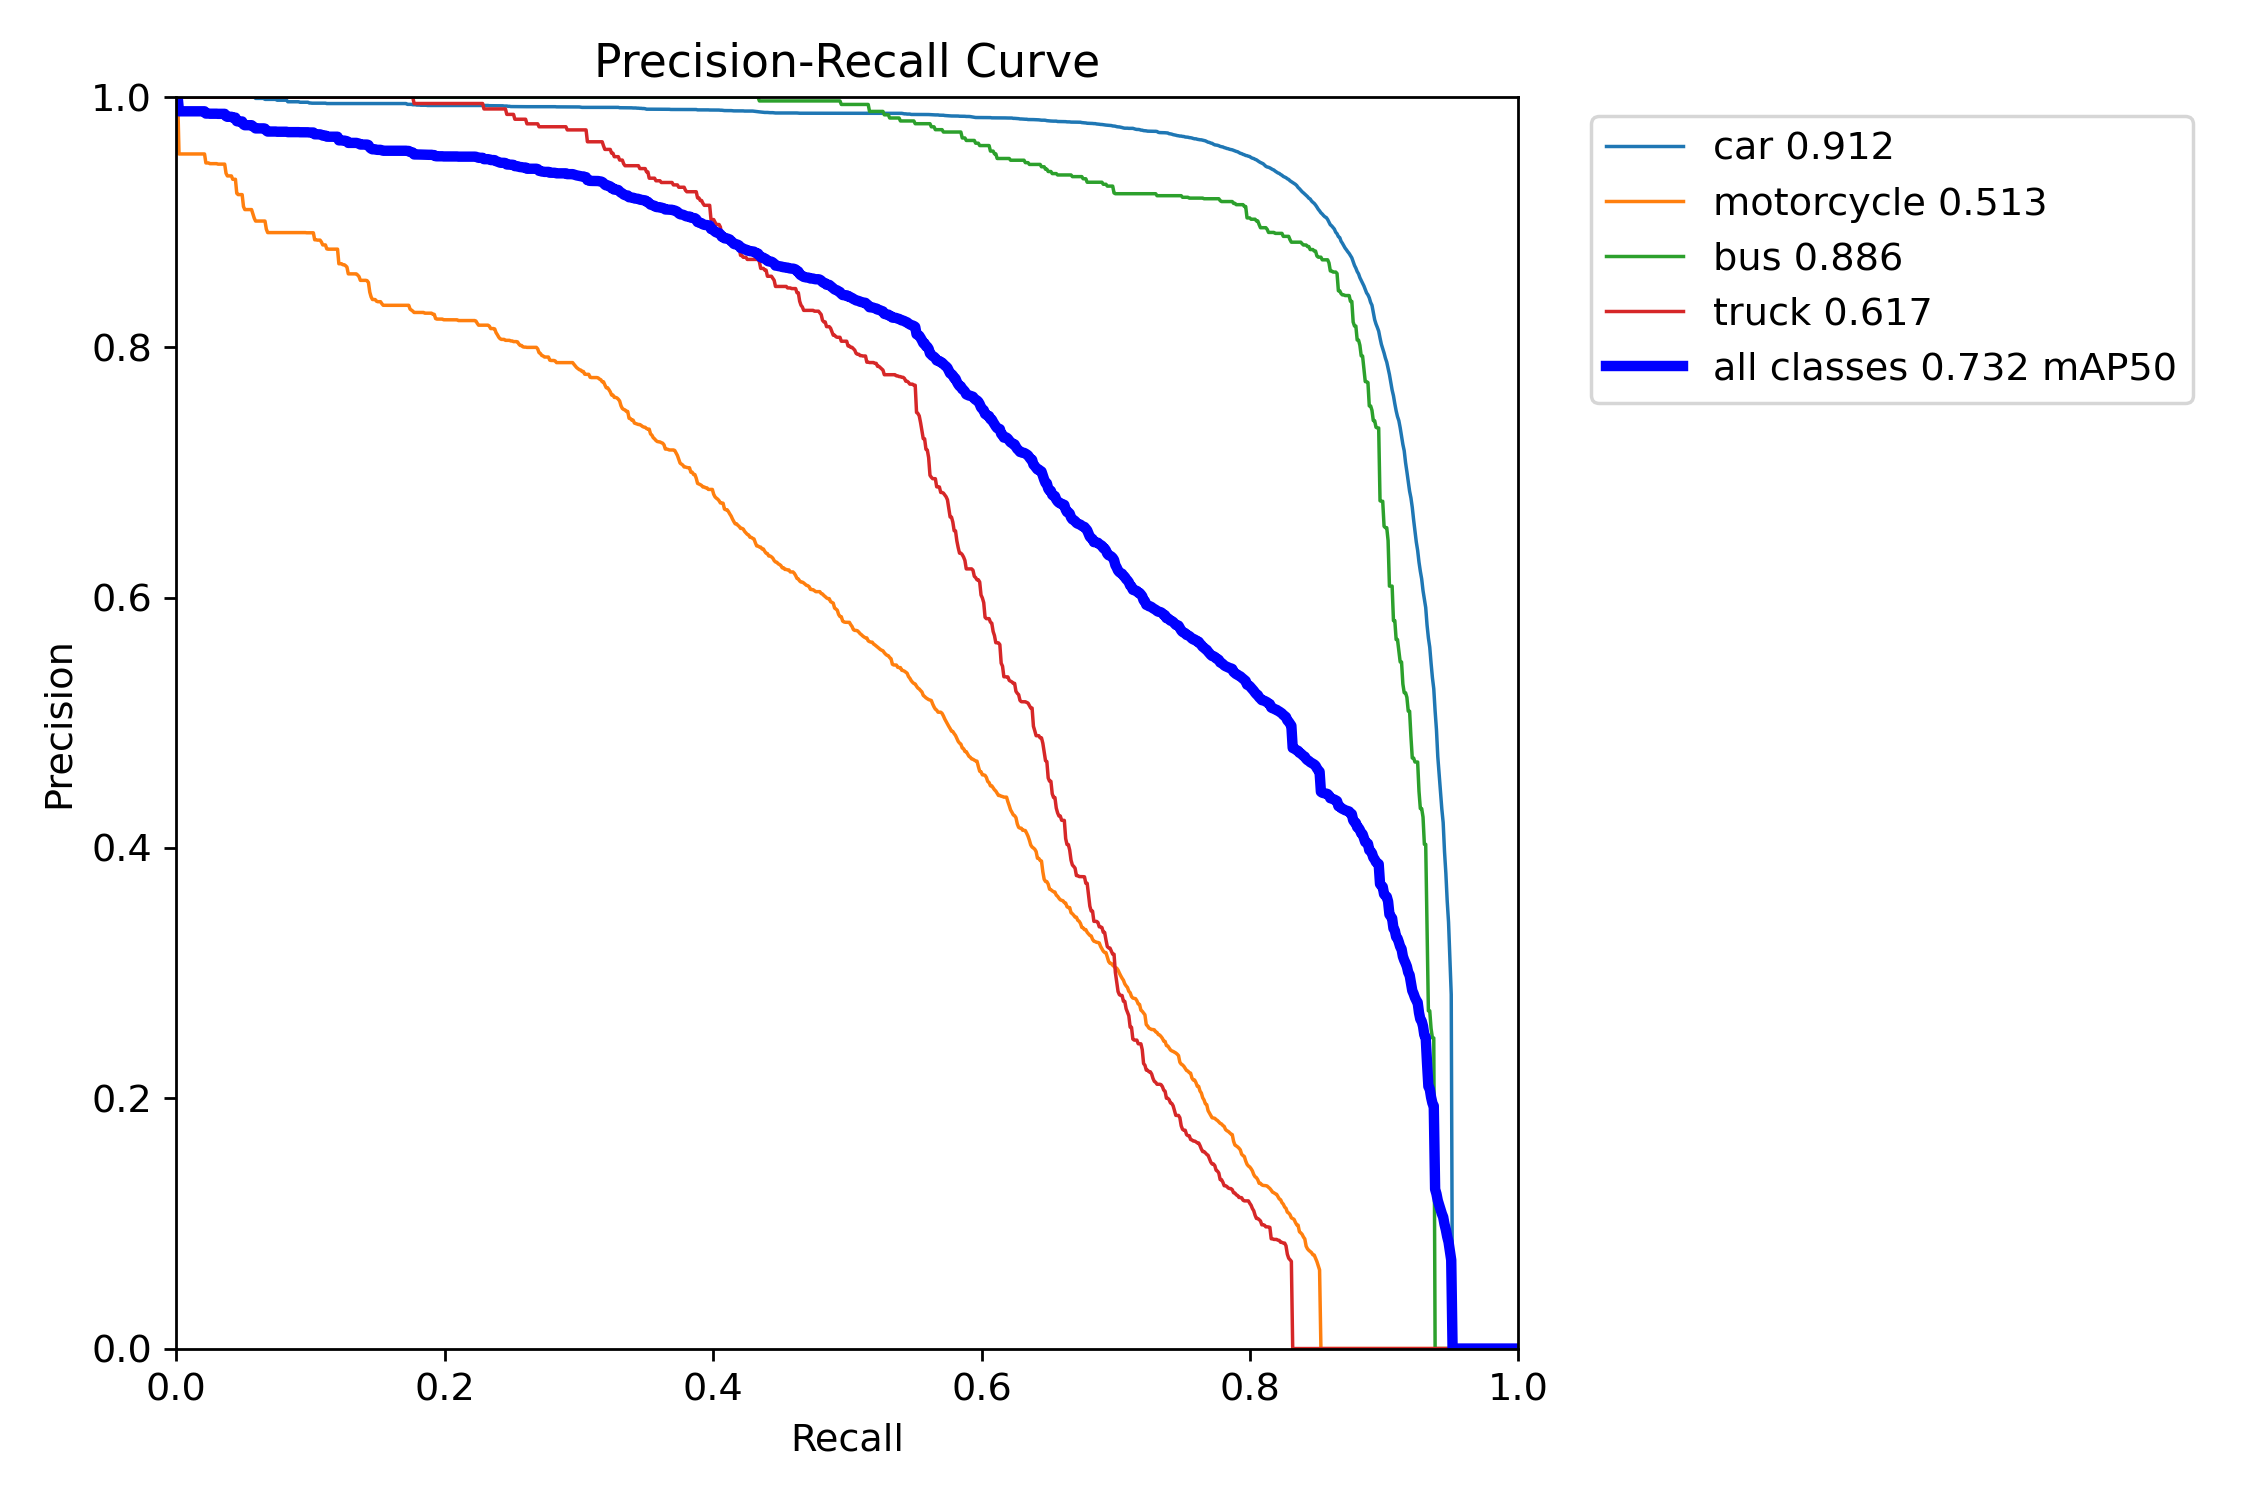 Precision-Recall Curve
1.0
0.8
0.6
0.4
0.2
0.0
Precision
0.0 0.2 0.4 0.6 0.8 1.0
Recall
car 0.912
motorcycle 0.513
bus 0.886
truck 0.617
all classes 0.732 mAP50